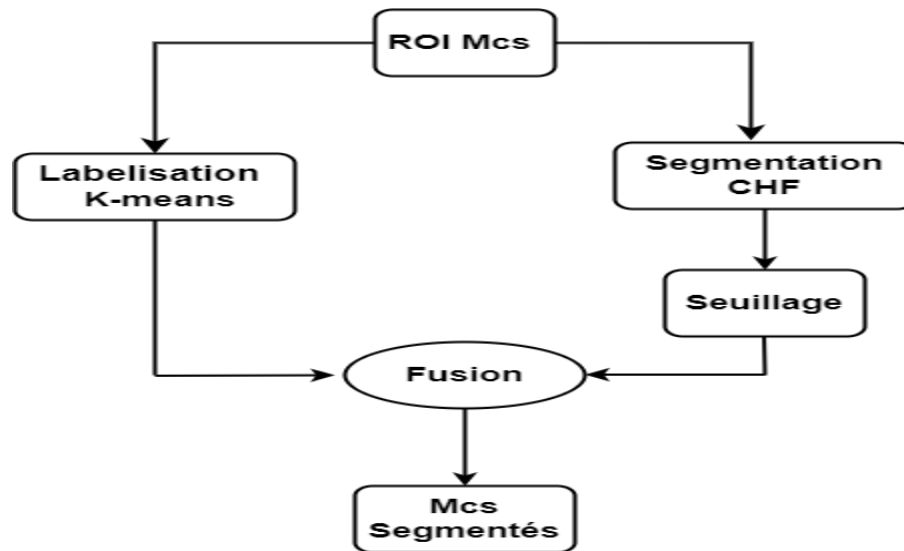 ROI Mcs
Labelisation
K-means
Segmentation
CHF
Seuillage
Fusion
Mcs
Segmentés